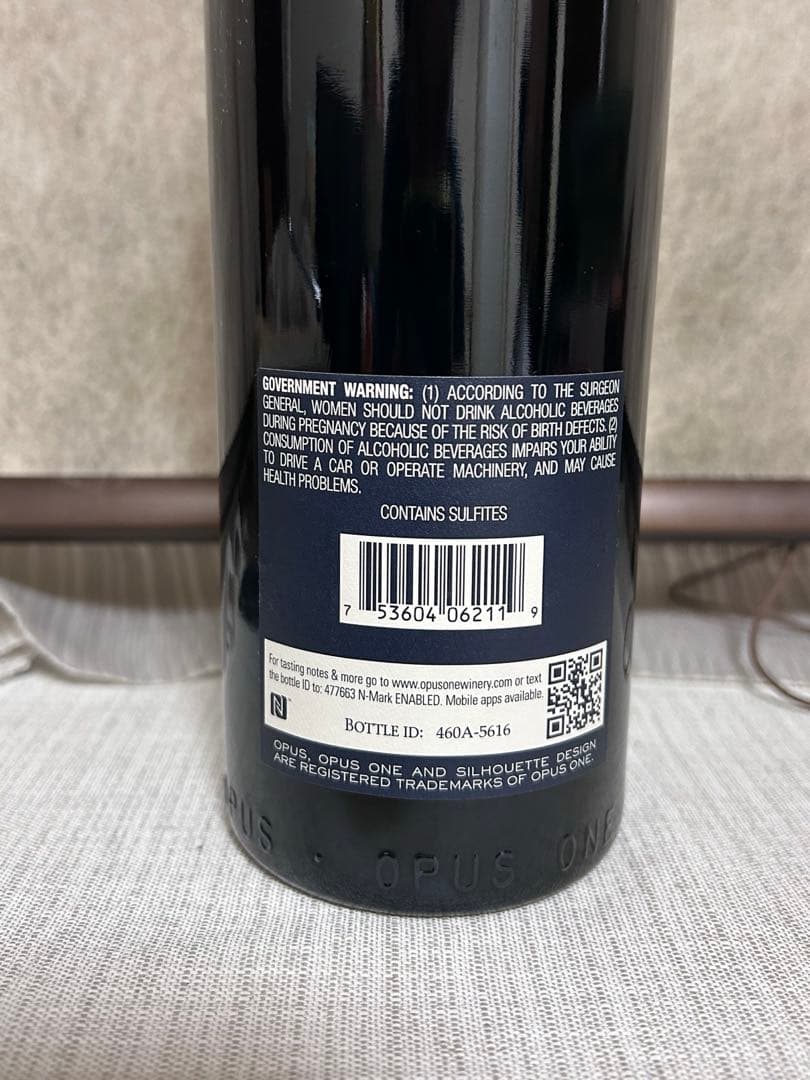 GOVERNMENT WARNING: (1) ACCORDING TO THE SURGEON
GENERAL, WOMEN SHOULD NOT DRINK ALCOHOLIC BEVERAGES
DURING PREGNANCY BECAUSE OF THE RISK OF BIRTH DEFECTS. (2)
CONSUMPTION OF ALCOHOLIC BEVERAGES IMPAIRS YOUR ABILITY
TO DRIVE A CAR OR OPERATE MACHINERY, AND MAY CAUSE
HEALTH PROBLEMS.
CONTAINS SULFITES
7 53604 06211 9
For tasting notes & more go to www.opusonewinery.com or text
the bottle ID to: 477663 N-Mark ENABLED. Mobile apps available.
BOTTLE ID: 460A-5616
OPUS, OPUS ONE AND SILHOUETTE DESIGN
ARE REGISTERED TRADEMARKS OF OPUS ONE.
OPUS · OPUS ONE